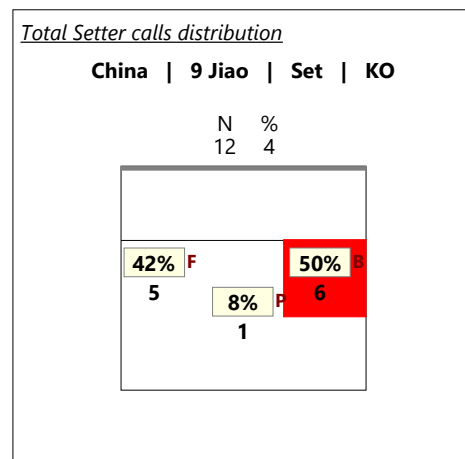 Total Setter calls distribution
China | 9 Jiao | Set | KO
N %
12 4
42% F 50% B
5 6
8% P
1